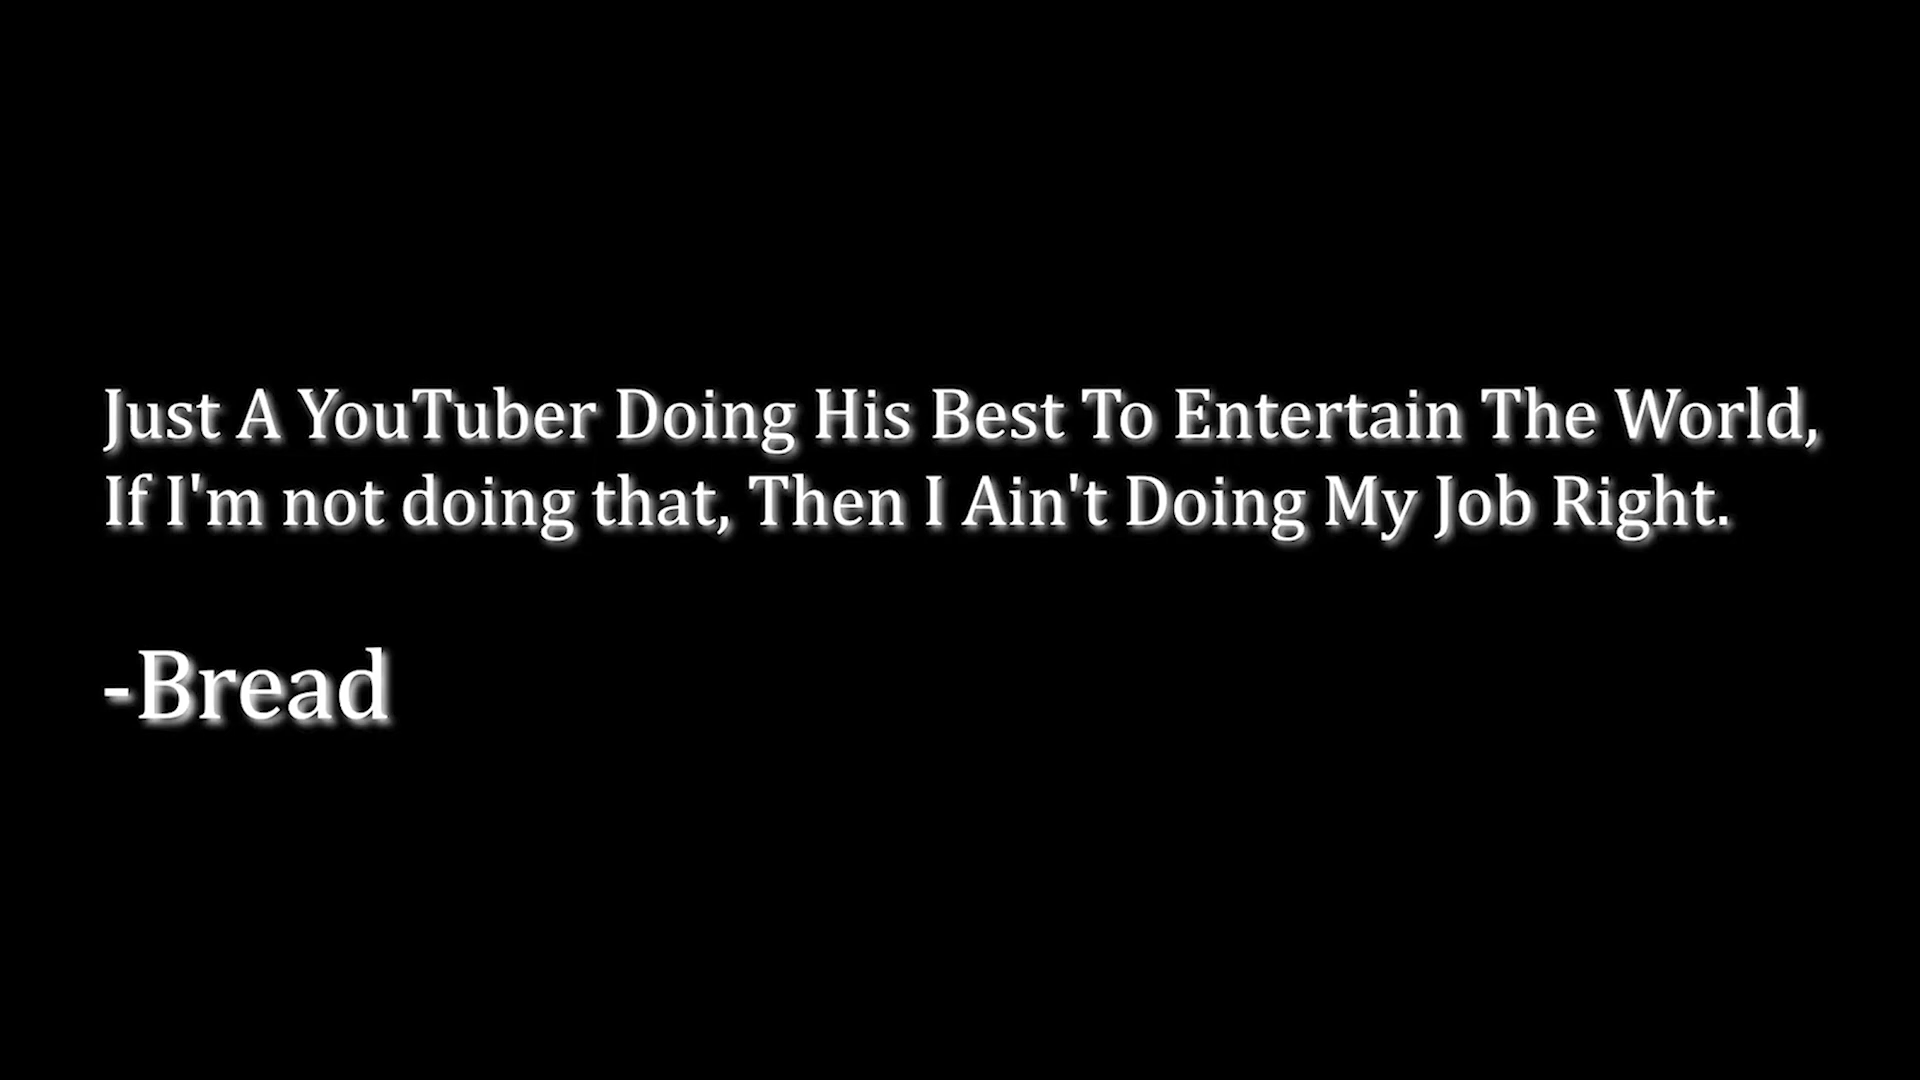 Just A YouTuber Doing His Best To Entertain The World,
If I'm not doing that, Then I Ain't Doing My Job Right.
-Bread